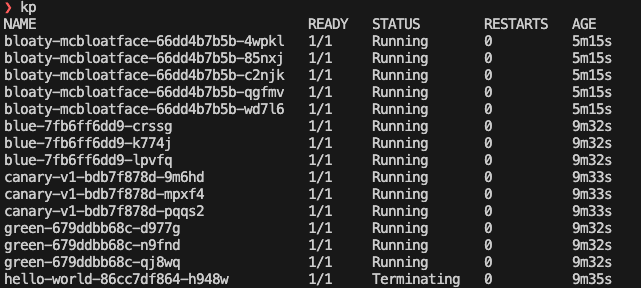 ❯ kp
NAME READY STATUS RESTARTS AGE
bloaty-mcbloatface-66dd4b7b5b-4wpkl 1/1 Running 0 5m15s
bloaty-mcbloatface-66dd4b7b5b-85nxj 1/1 Running 0 5m15s
bloaty-mcbloatface-66dd4b7b5b-c2njk 1/1 Running 0 5m15s
bloaty-mcbloatface-66dd4b7b5b-qgfmv 1/1 Running 0 5m15s
bloaty-mcbloatface-66dd4b7b5b-wd7l6 1/1 Running 0 5m15s
blue-7fb6ff6dd9-crssg 1/1 Running 0 9m32s
blue-7fb6ff6dd9-k774j 1/1 Running 0 9m32s
blue-7fb6ff6dd9-lpvfq 1/1 Running 0 9m32s
canary-v1-bdb7f878d-9m6hd 1/1 Running 0 9m33s
canary-v1-bdb7f878d-mpxf4 1/1 Running 0 9m33s
canary-v1-bdb7f878d-pqqs2 1/1 Running 0 9m33s
green-679ddbb68c-d977g 1/1 Running 0 9m32s
green-679ddbb68c-n9fnd 1/1 Running 0 9m32s
green-679ddbb68c-qj8wq 1/1 Running 0 9m32s
hello-world-86cc7df864-h948w 1/1 Terminating 0 9m35s